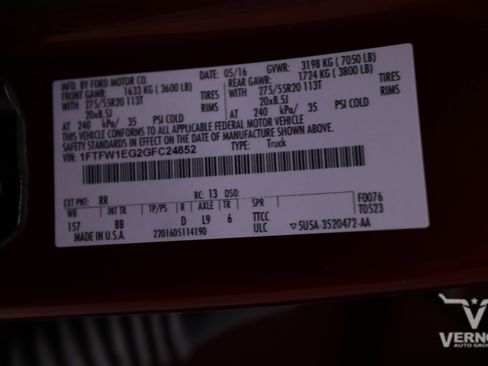 MFD. BY FORD MOTOR CO. DATE: 05/16 GVWR: 3198 KG ( 7050 LB)
FRONT GAWR: 1633 KG ( 3600 LB) REAR GAWR: 1724 KG ( 3800 LB)
WITH 275/55R20 113T TIRES WITH 275/55R20 113T TIRES
20x8.5J RIMS 20x8.5J RIMS
AT 240 kPa/ 35 PSI COLD AT 240 kPa/ 35 PSI COLD
THIS VEHICLE CONFORMS TO ALL APPLICABLE FEDERAL MOTOR VEHICLE
SAFETY STANDARDS IN EFFECT ON THE DATE OF MANUFACTURE SHOWN ABOVE.
VIN: 1FTFW1EG2GFC24852 TYPE: Truck
EXT PNT: RR RC: 13 DSO: F0076
WB INT TR TP/PS R AXLE TR SPR T0523
157 BB D L9 6 TTCC
MADE IN U.S.A. 2201605114190 ULC ▽ 5U5A-3520472-AA
AUTO GROUP